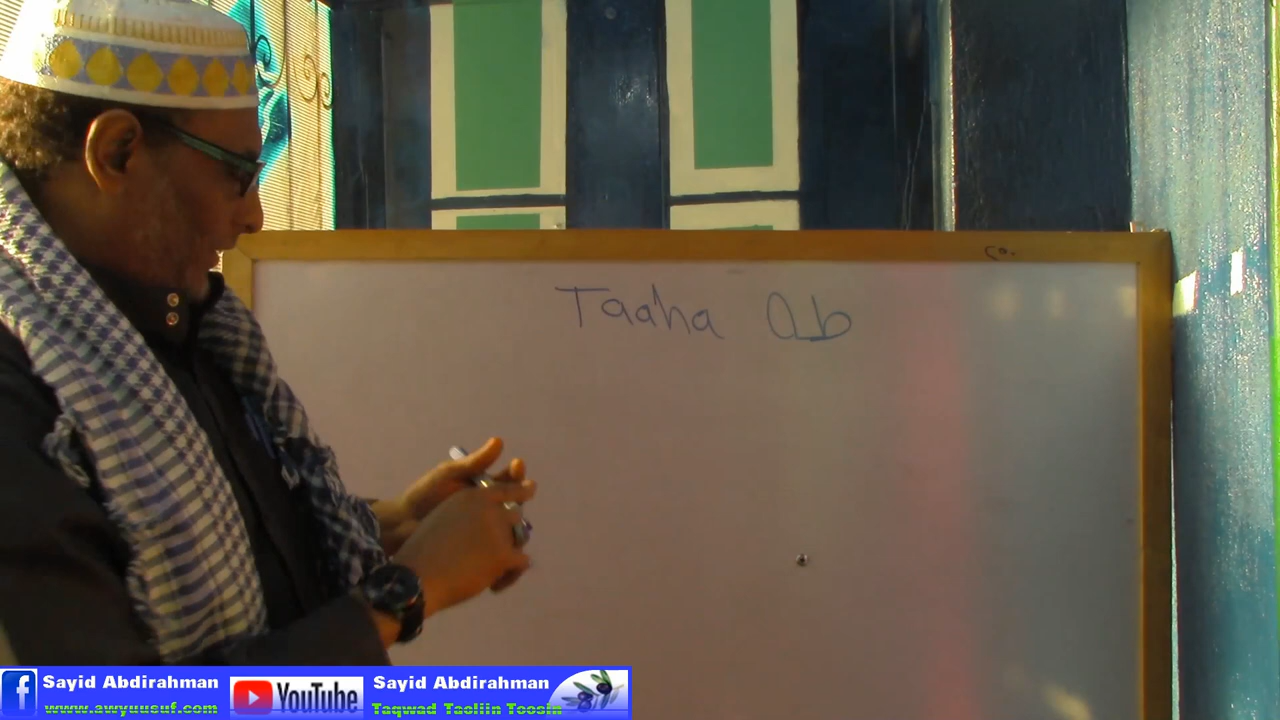 Taaha ab
Sayid Abdirahman
www.awyuusuf.com
YouTube
Sayid Abdirahman
Taqwad Taoliin Toosin